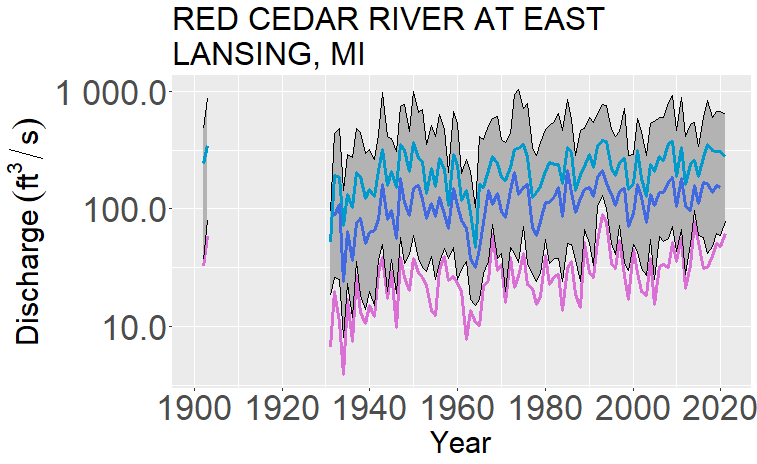 RED CEDAR RIVER AT EAST
LANSING, MI
Discharge (ft³/s)
1 000.0
100.0
10.0
1900 1920 1940 1960 1980 2000 2020
Year